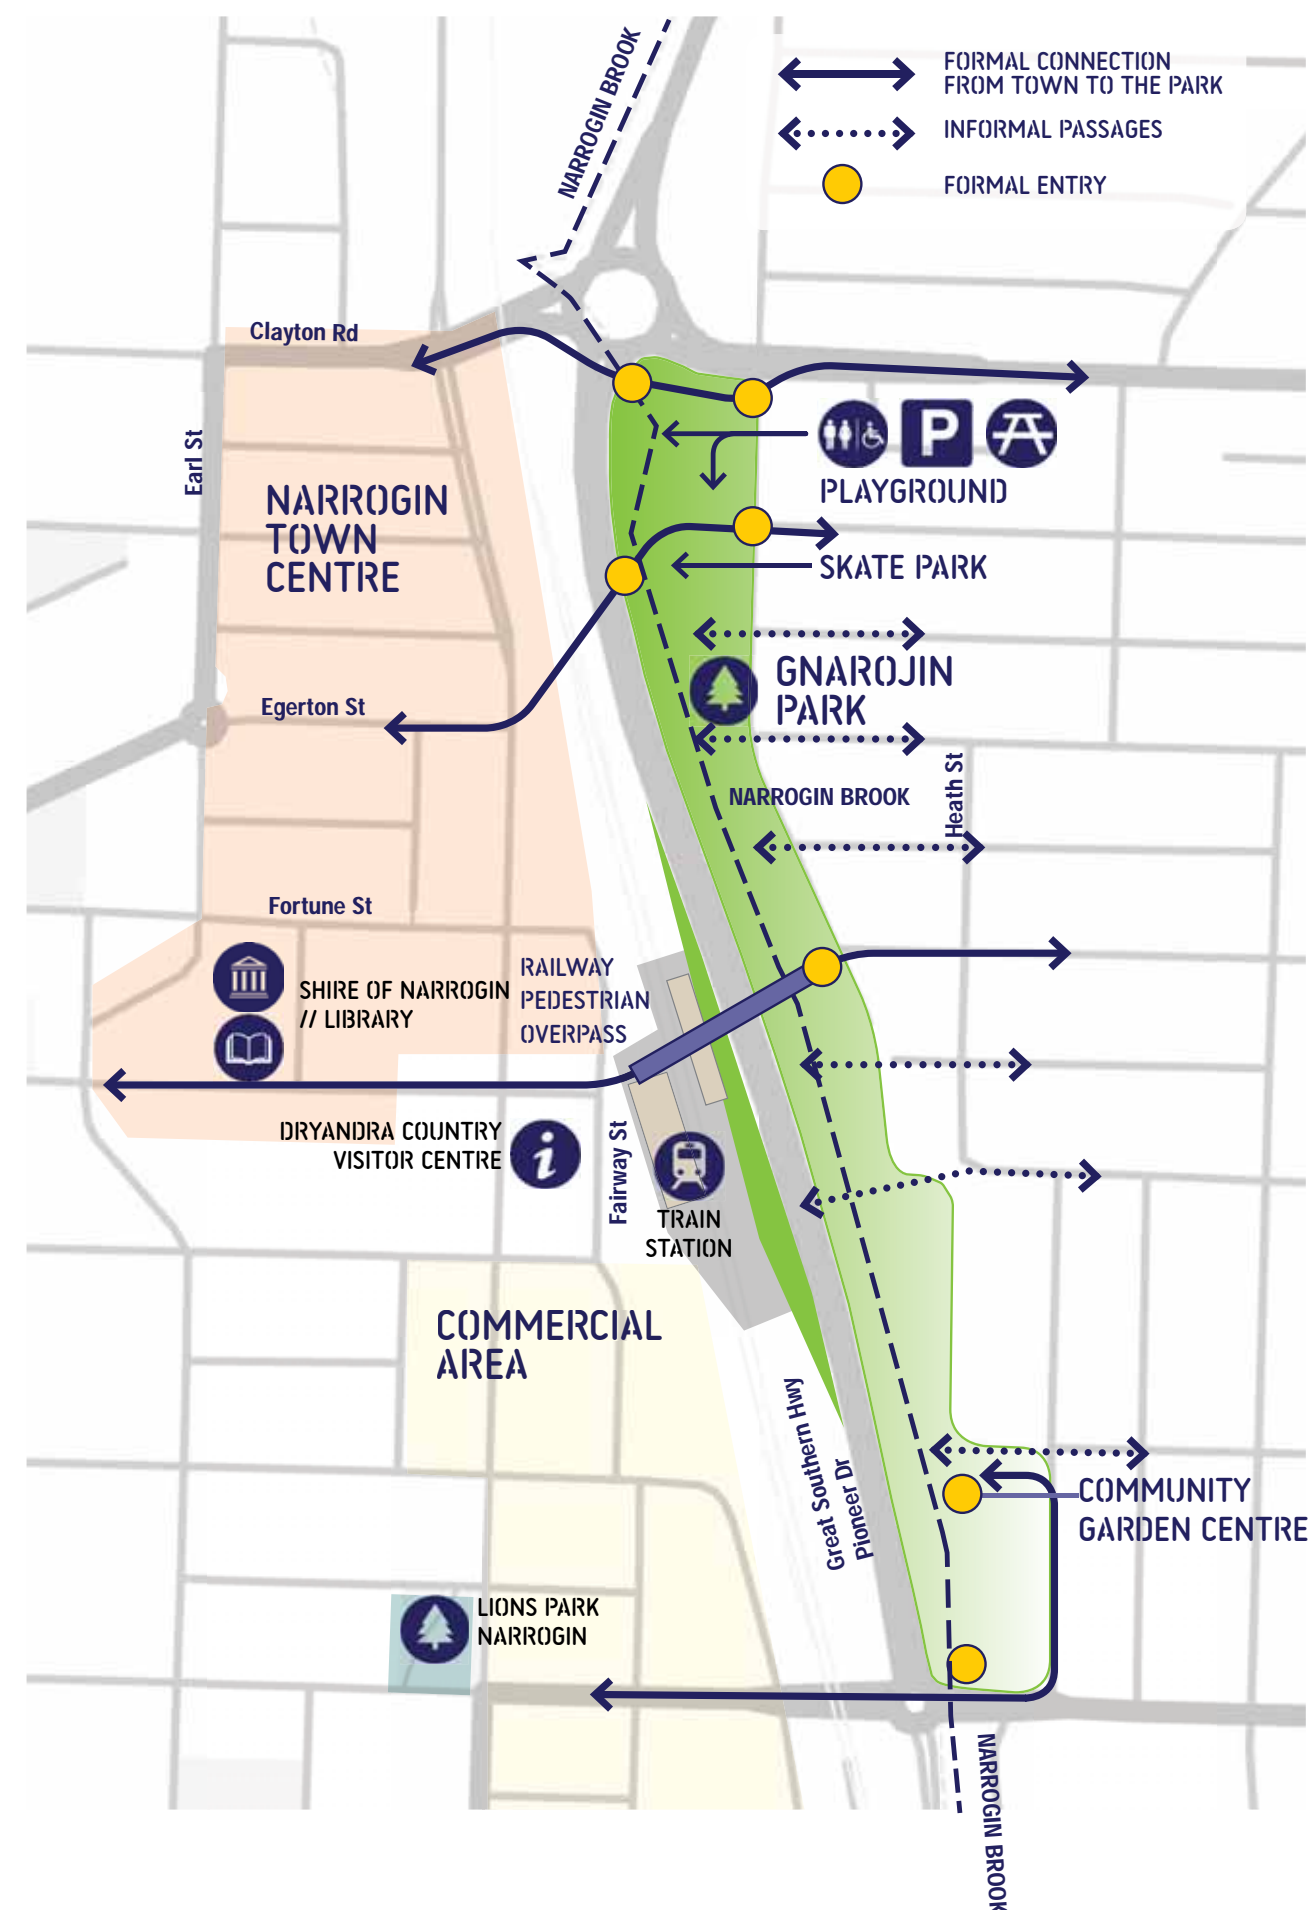 NARROGIN BROOK
FORMAL CONNECTION
FROM TOWN TO THE PARK
INFORMAL PASSAGES
FORMAL ENTRY
Clayton Rd
Earl St
NARROGIN
TOWN
CENTRE
P
PLAYGROUND
SKATE PARK
GNAROJIN
PARK
Egerton St
NARROGIN BROOK
Heath St
Fortune St
SHIRE OF NARROGIN
// LIBRARY
RAILWAY
PEDESTRIAN
OVERPASS
DRYANDRA COUNTRY
VISITOR CENTRE
i
Fairway St
TRAIN
STATION
COMMERCIAL
AREA
Great Southern Hwy
Pioneer Dr
COMMUNITY
GARDEN CENTRE
LIONS PARK
NARROGIN
NARROGIN BROOK